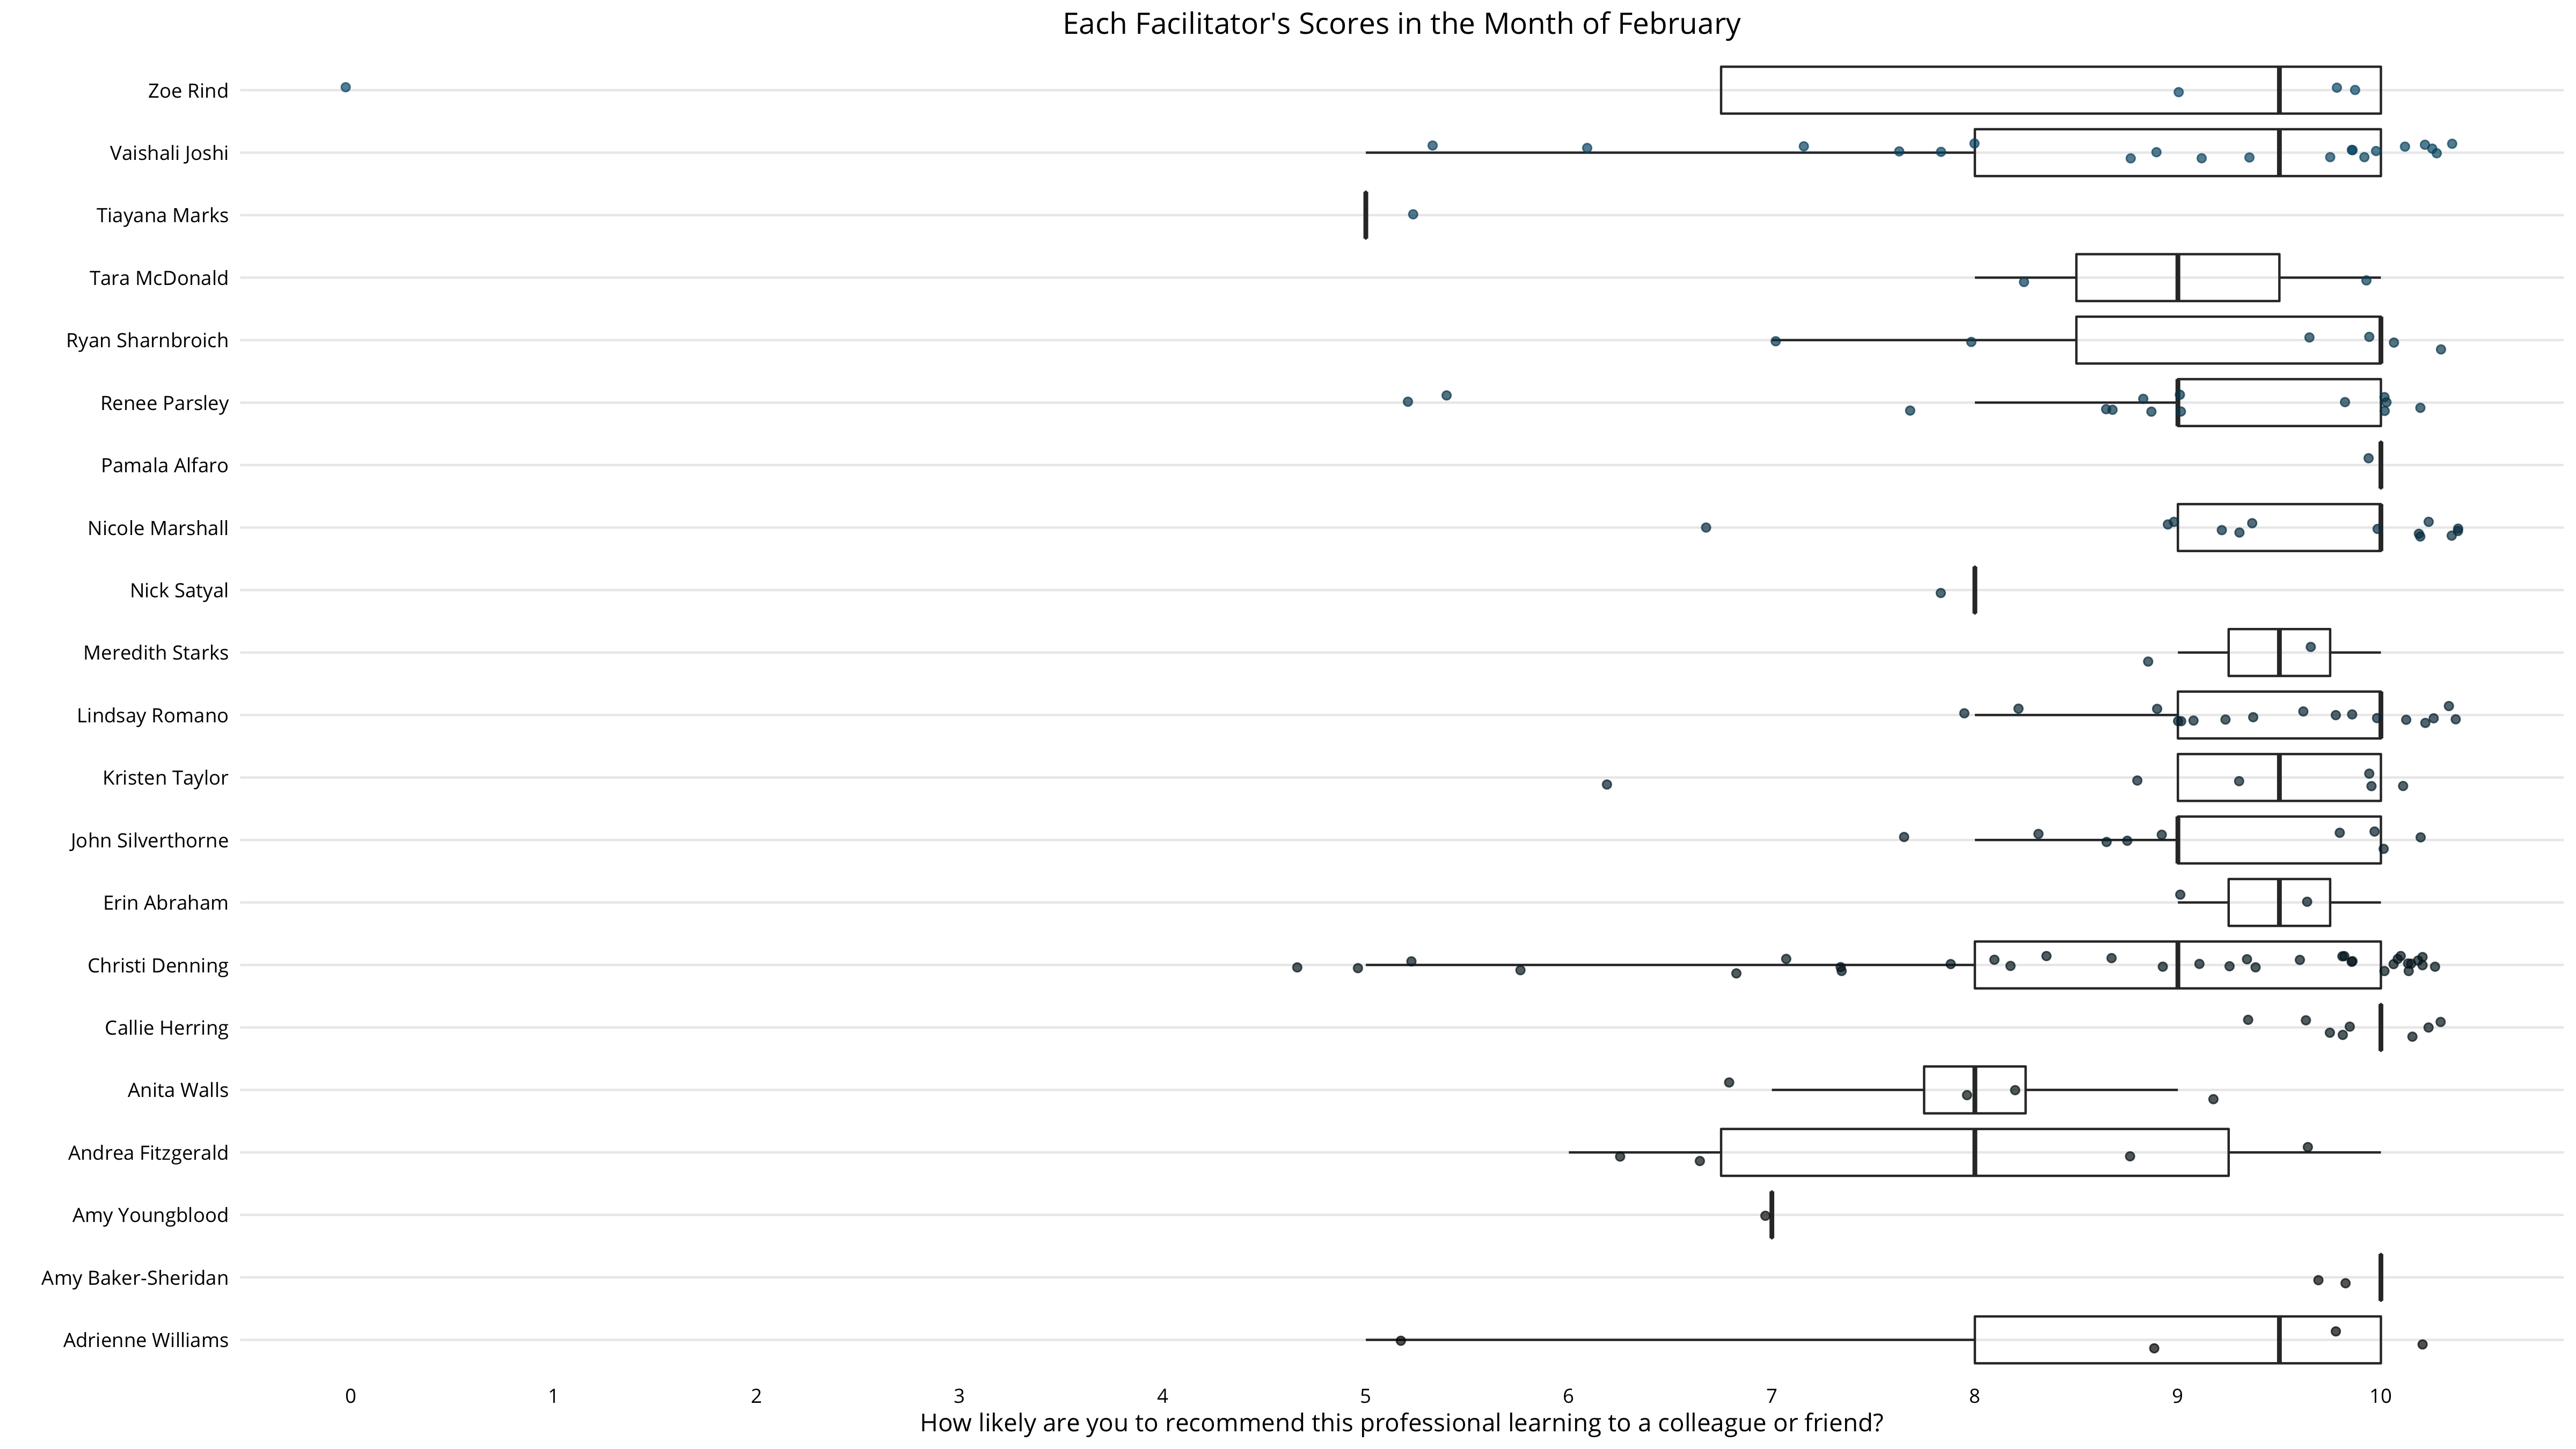 Each Facilitator's Scores in the Month of February
Zoe Rind
Vaishali Joshi
Tiayana Marks
Tara McDonald
Ryan Sharnbroich
Renee Parsley
Pamala Alfaro
Nicole Marshall
Nick Satyal
Meredith Starks
Lindsay Romano
Kristen Taylor
John Silverthorne
Erin Abraham
Christi Denning
Callie Herring
Anita Walls
Andrea Fitzgerald
Amy Youngblood
Amy Baker-Sheridan
Adrienne Williams
0 1 2 3 4 5 6 7 8 9 10
How likely are you to recommend this professional learning to a colleague or friend?